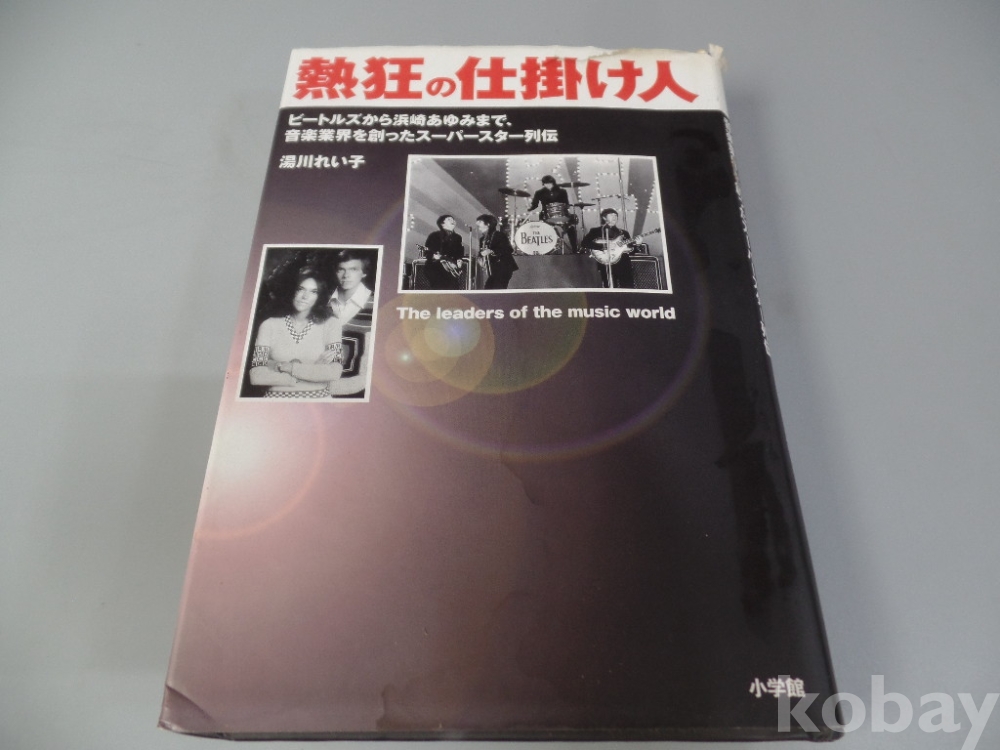 熱狂の仕掛け人
ビートルズから浜崎あゆみまで、
音楽業界を創ったスーパースター列伝
湯川れい子
THE
BEATLES
The leaders of the music world
小学館
kobay